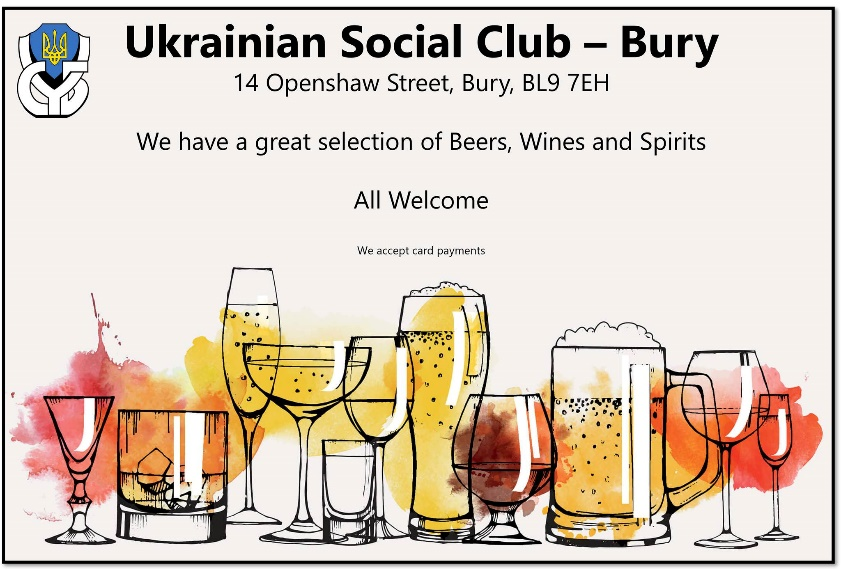 Ukrainian Social Club – Bury
14 Openshaw Street, Bury, BL9 7EH
We have a great selection of Beers, Wines and Spirits
All Welcome
We accept card payments